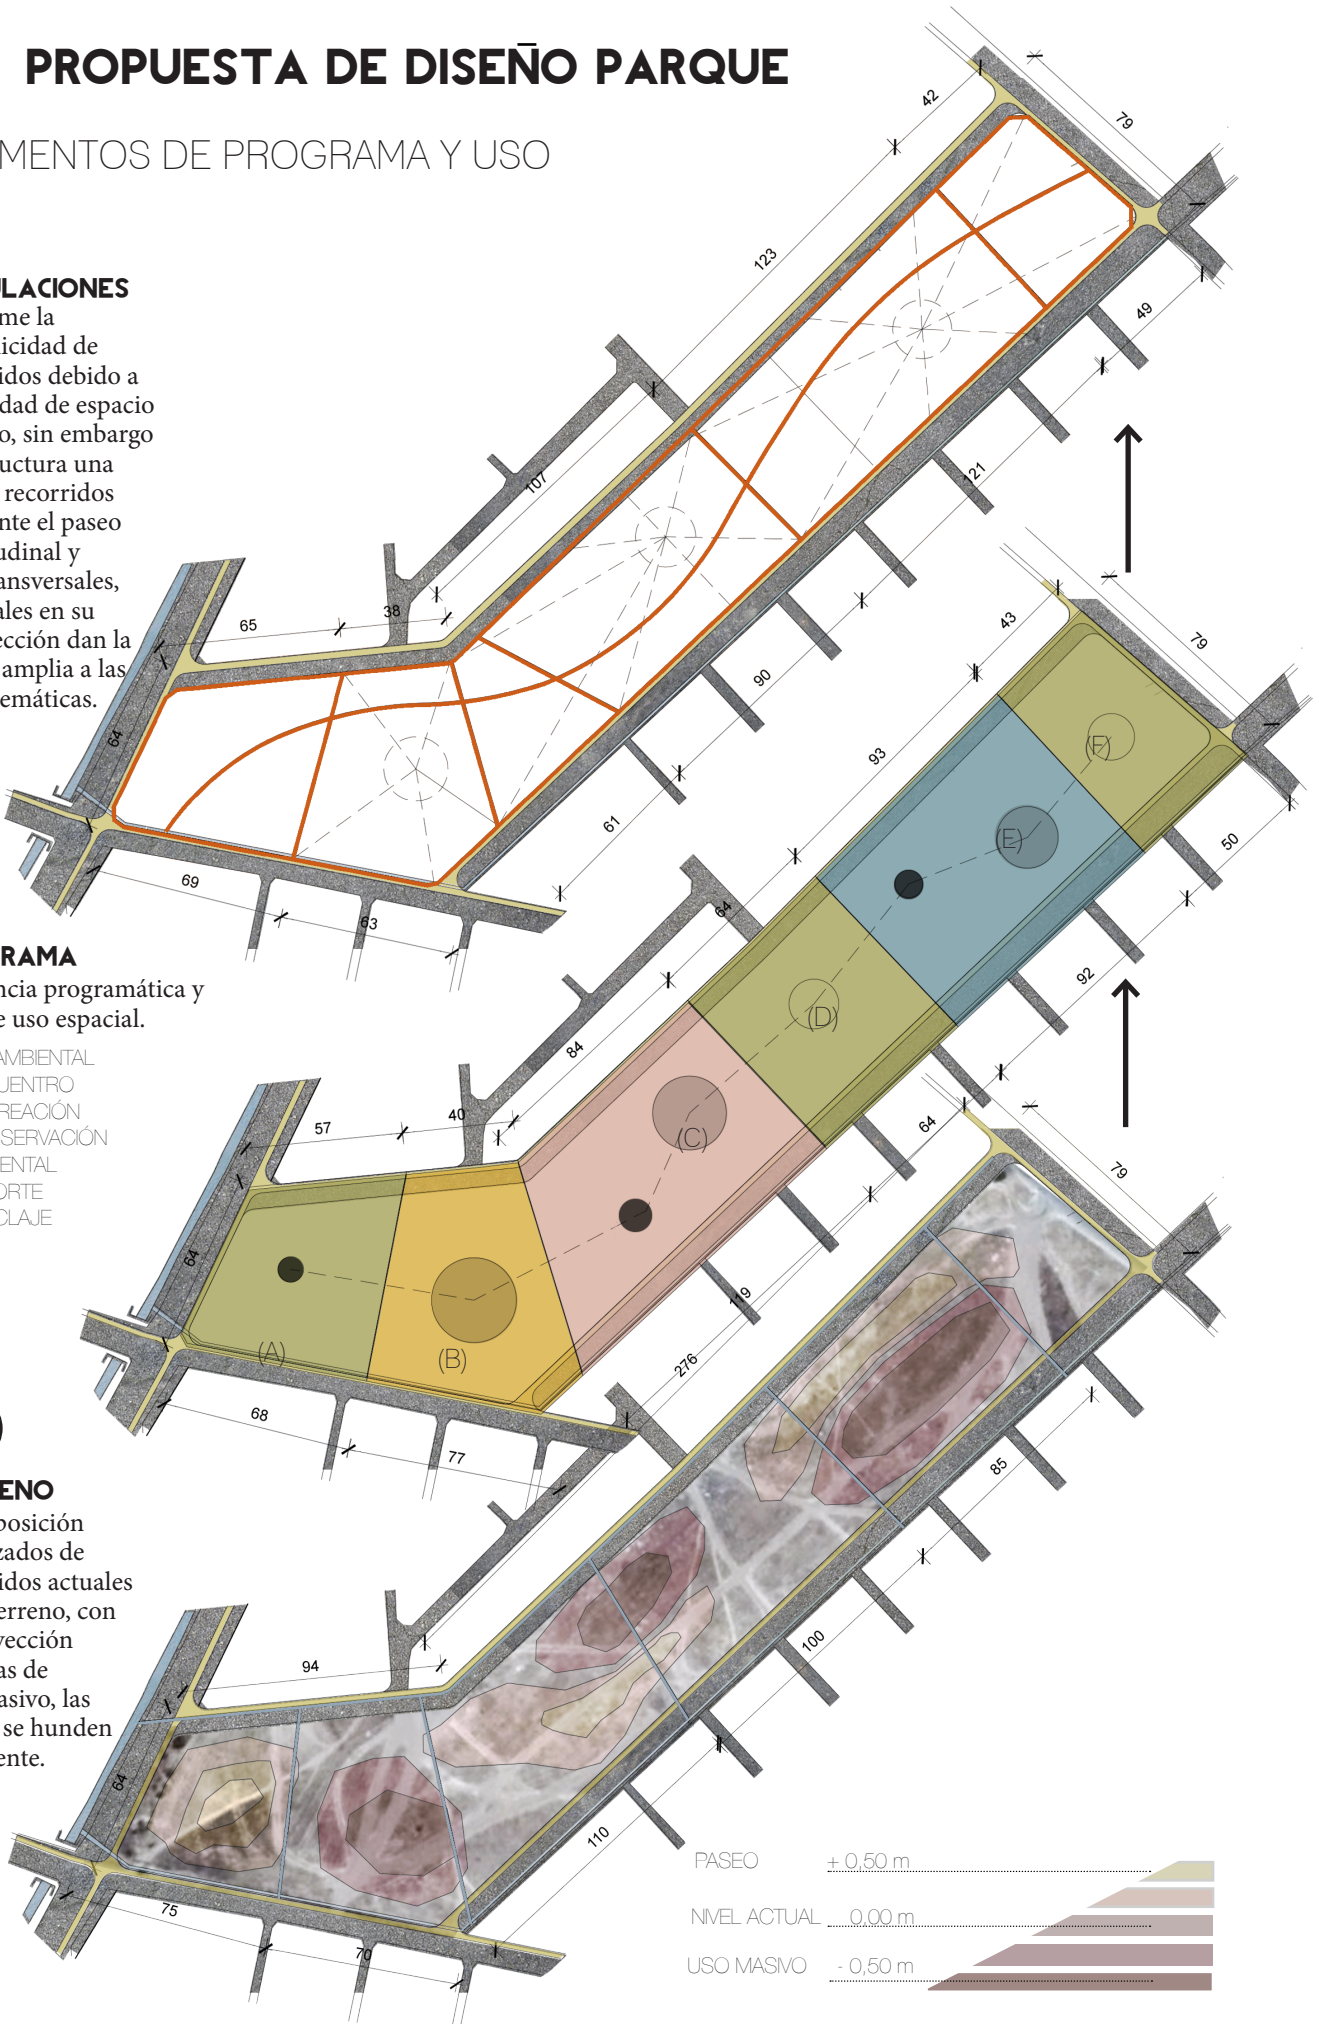 PROPUESTA DE DISEÑO PARQUE
MENTOS DE PROGRAMA Y USO
ULACIONES
me la
icidad de
idos debido a
dad de espacio
o, sin embargo
ructura una
recorridos
nte el paseo
udinal y
ansversales,
ales en su
ección dan la
amplia a las
emáticas.
42
79
123
49
107
121
65
38
90
64
61
69
63
RAMA
ncia programática y
e uso espacial.
AMBIENTAL
UENTRO
REACIÓN
SERVACIÓN
ENTAL
ORTE
CLAJE
43
79
93
(F)
(E)
50
64
92
(D)
84
(C)
64
57
40
64
119
(A)
(B)
68
77
ENO
posición
zados de
idos actuales
erreno, con
yección
as de
asivo, las
se hunden
ente.
79
276
85
100
94
64
110
75
70
PASEO + 0,50 m
NIVEL ACTUAL 0,00 m
USO MASIVO - 0,50 m